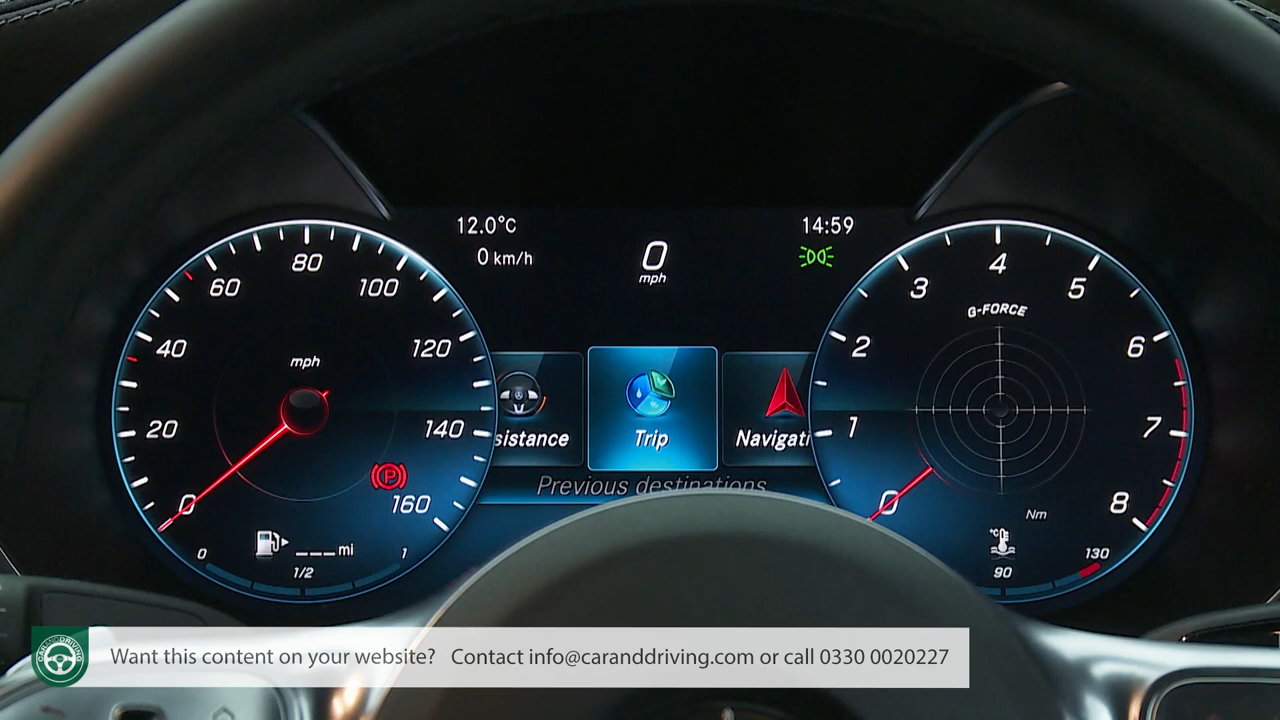 12.0°C
14:59
0 km/h
0
mph
80
60
100
40
120
mph
20
140
0
160
P
___mi
0
1
1/2
4
3
5
G-FORCE
2
6
1
7
0
8
Nm
°C
130
90
sistance
Trip
Navigati
Previous destinations
CARANDDRIVING
Want this content on your website? Contact info@caranddriving.com or call 0330 0020227